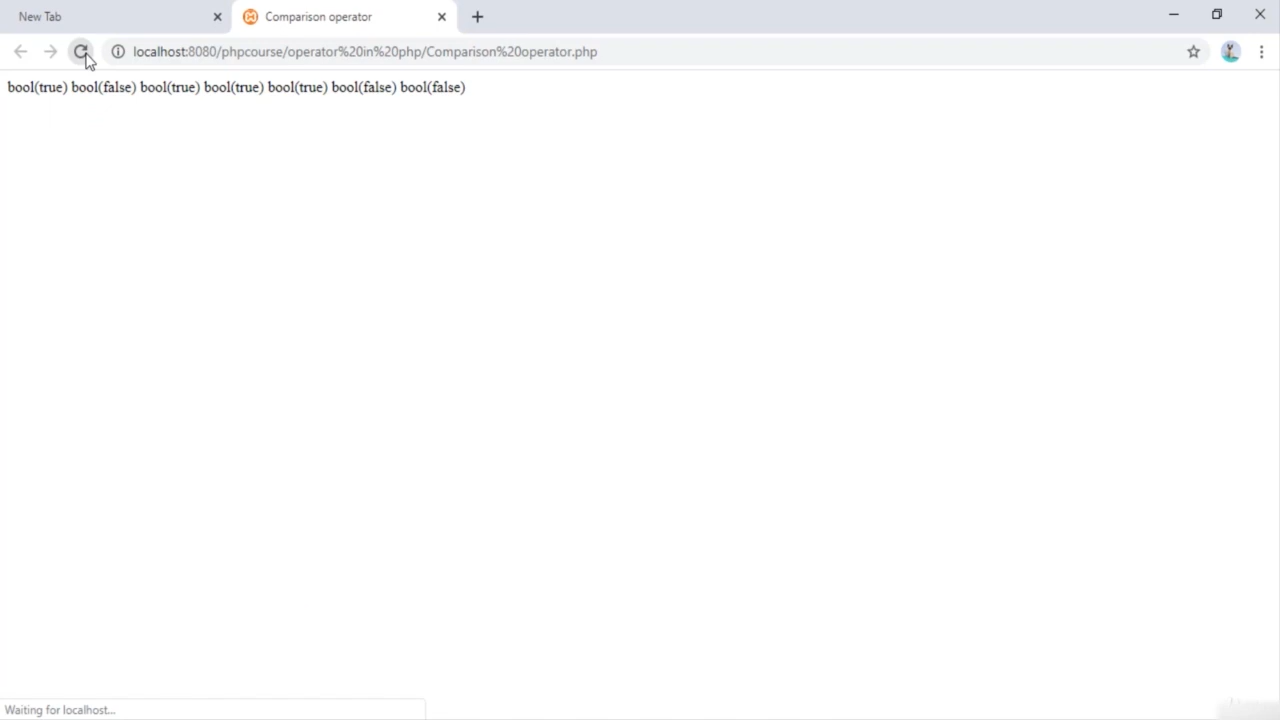 New Tab
Comparison operator
localhost:8080/phpcourse/operator%20in%20php/Comparison%20operator.php
bool(true) bool(false) bool(true) bool(true) bool(true) bool(false) bool(false)
Waiting for localhost...